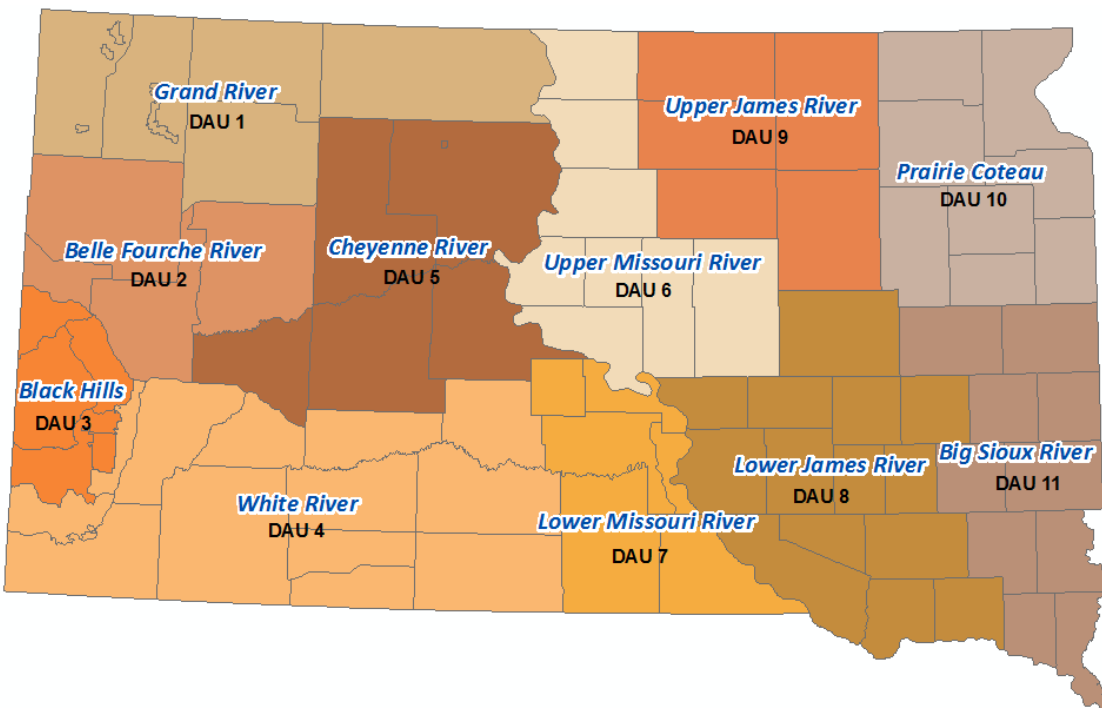 Grand River
DAU 1
Upper James River
DAU 9
Prairie Coteau
DAU 10
Belle Fourche River
DAU 2
Cheyenne River
DAU 5
Upper Missouri River
DAU 6
Black Hills
DAU 3
White River
DAU 4
Lower Missouri River
DAU 7
Lower James River
DAU 8
Big Sioux River
DAU 11